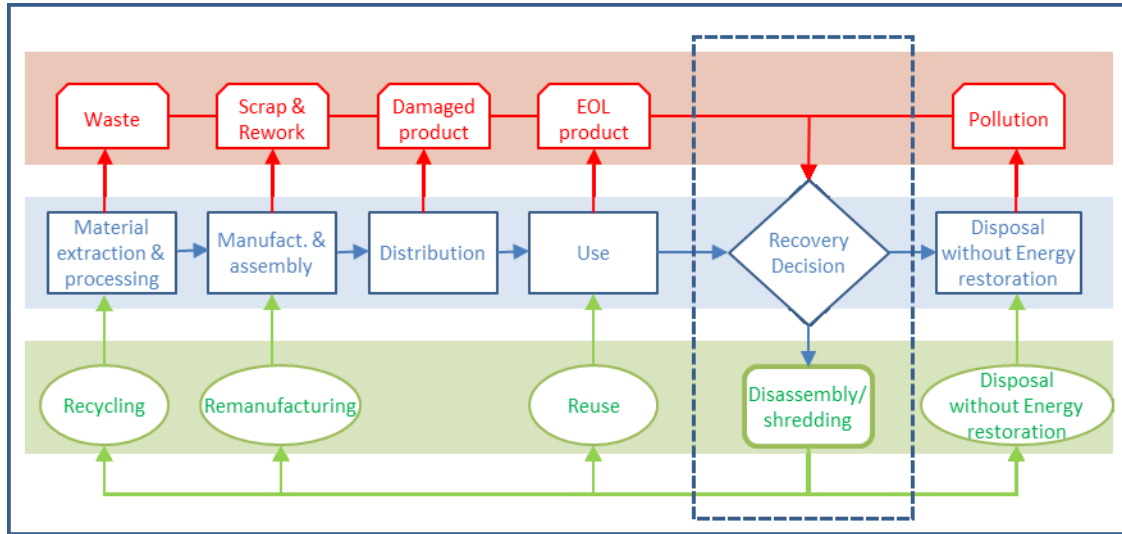 Waste
Scrap &
Rework
Damaged
product
EOL
product
Pollution
Material
extraction &
processing
Manufact. &
assembly
Distribution
Use
Recovery
Decision
Disposal
without Energy
restoration
Recycling
Remanufacturing
Reuse
Disassembly/
shredding
Disposal
without Energy
restoration